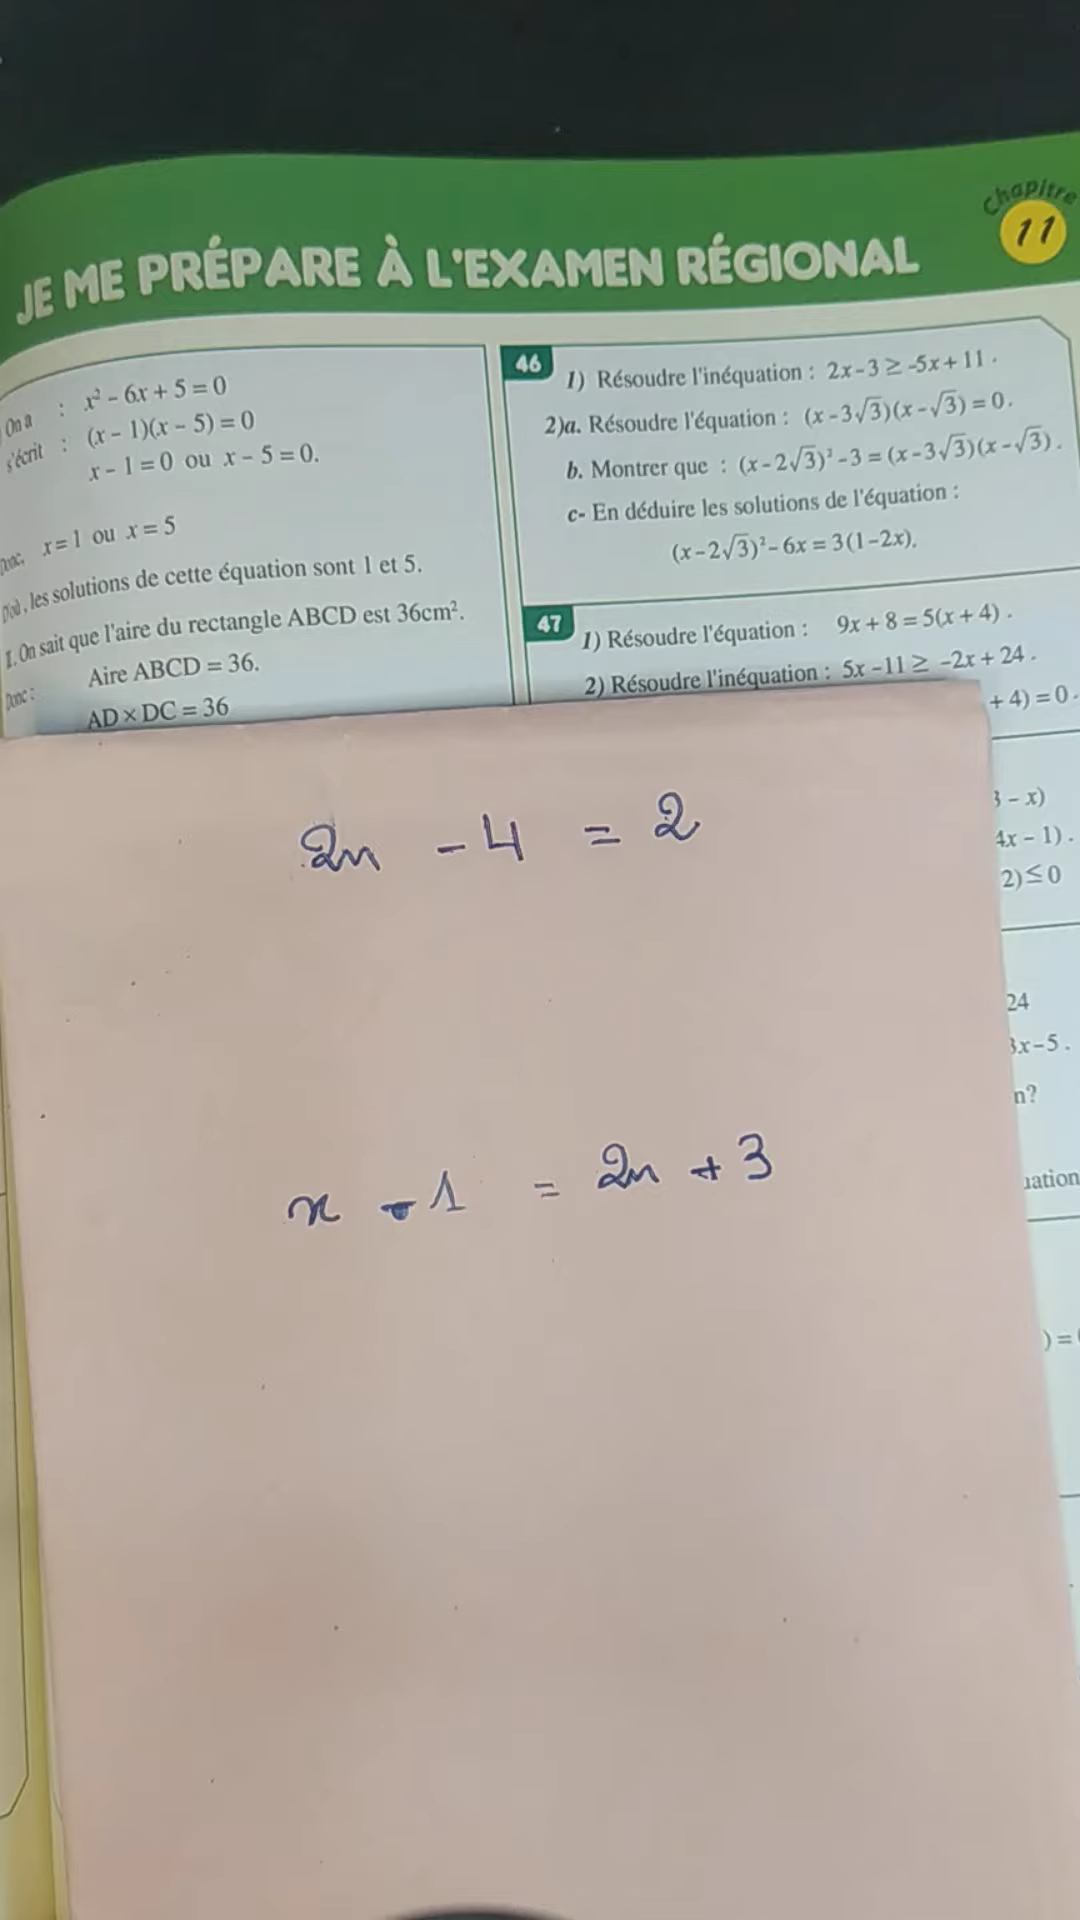 Chapitre
11
JE ME PRÉPARE À L'EXAMEN RÉGIONAL
On a : x² – 6x + 5 = 0
s'écrit : (x – 1)(x – 5) = 0
x – 1 = 0 ou x – 5 = 0.
Donc, x = 1 ou x = 5
D'où, les solutions de cette équation sont 1 et 5.
On sait que l'aire du rectangle ABCD est 36cm².
Donc : Aire ABCD = 36.
AD × DC = 36
46
1) Résoudre l'inéquation : 2x – 3 ≥ -5x + 11 .
2)a. Résoudre l'équation : (x – 3√3)(x – √3) = 0.
b. Montrer que : (x – 2√3)² – 3 = (x – 3√3)(x – √3) .
c- En déduire les solutions de l'équation :
(x – 2√3)² – 6x = 3(1 – 2x).
47
1) Résoudre l'équation : 9x + 8 = 5(x + 4) .
2) Résoudre l'inéquation : 5x – 11 ≥ -2x + 24 .
+ 4) = 0 .
– x)
4x – 1) .
2) ≤ 0
24
3x – 5 .
n?
uation
) =
2x - 4 = 2
x - 1 = 2x + 3